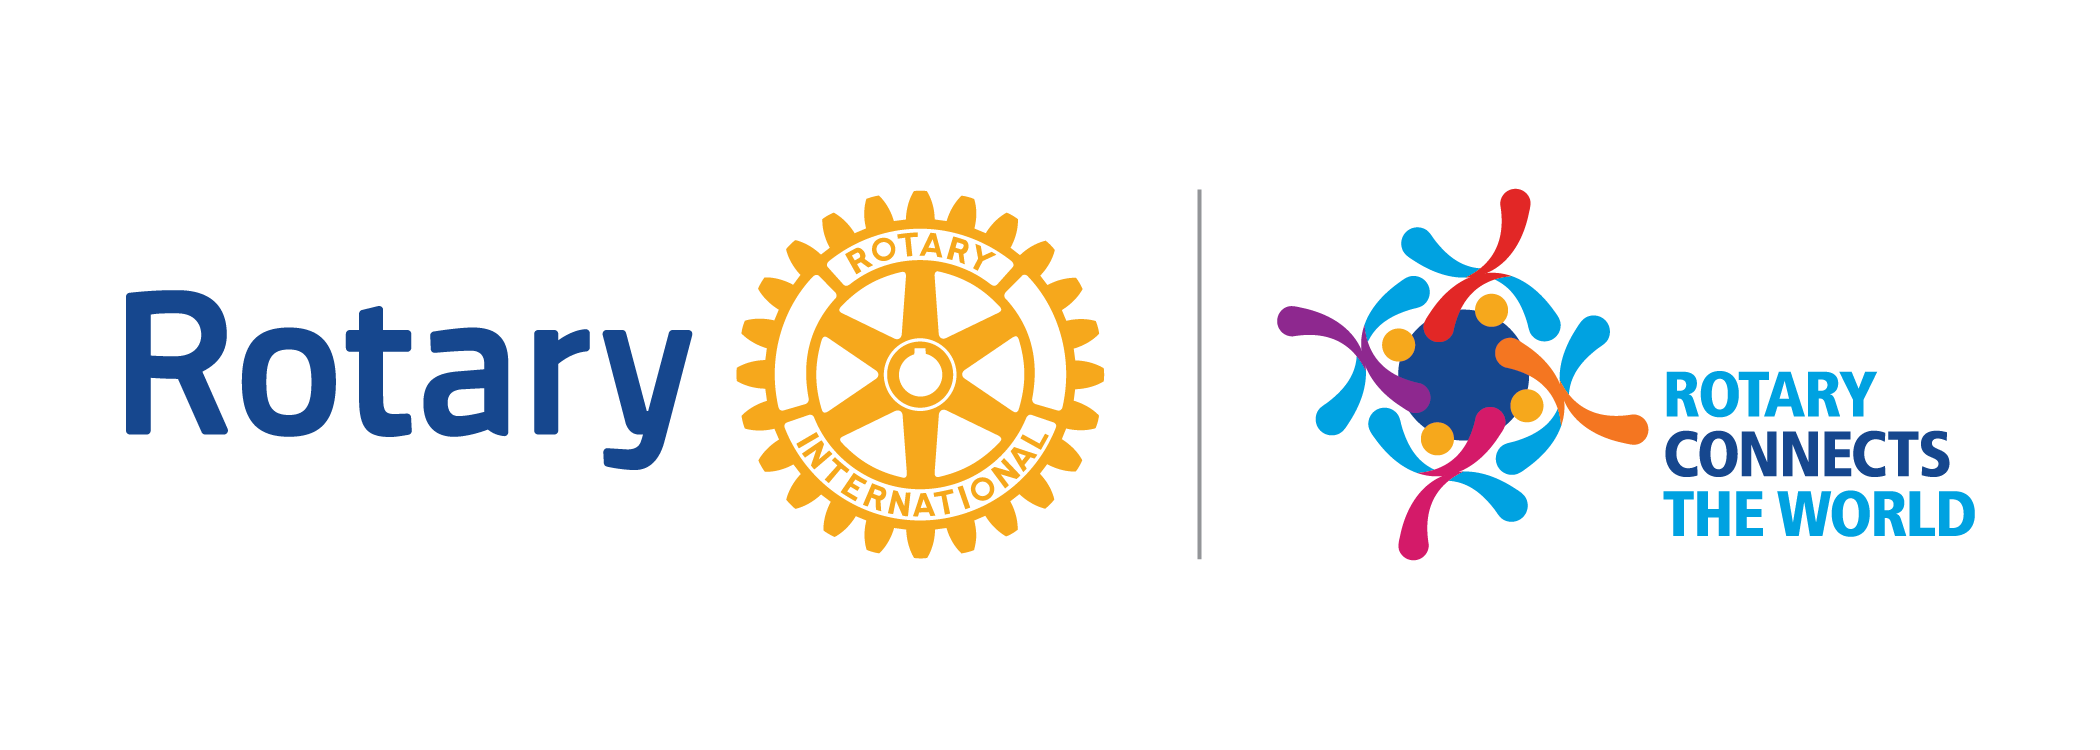 Rotary
ROTARY
INTERNATIONAL
ROTARY
CONNECTS
THE WORLD